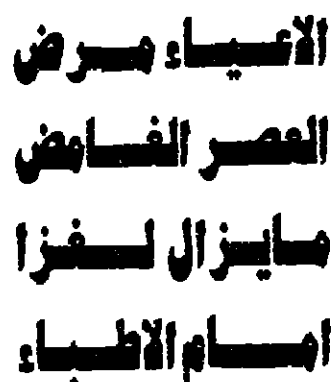 الاعياء مرض
العصر الغامض
مايزال لغزا
امام الاطباء